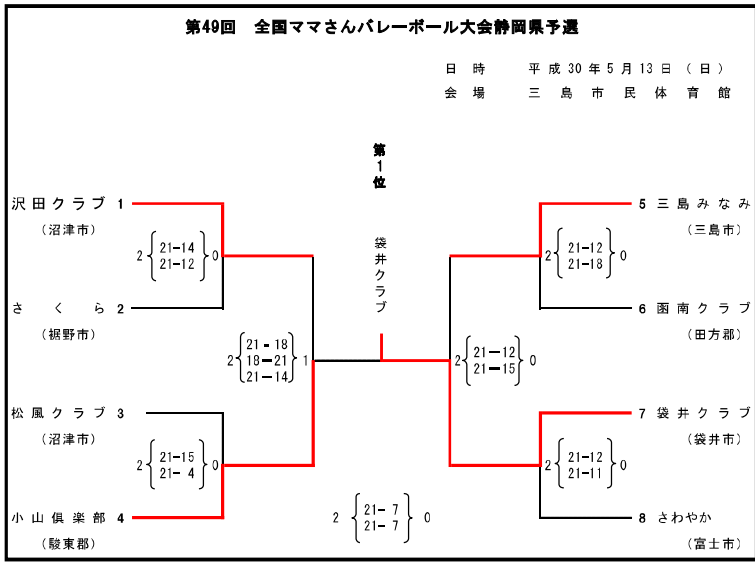 第49回 全国ママさんバレーボール大会静岡県予選
日時 平成30年5月13日(日)
会場 三島市民体育館
第1位
袋井クラブ
沢田クラブ 1
(沼津市)
2 21-14 0
21-12
さくら 2
(裾野市)
2 21-18 1
18-21
21-14
松風クラブ 3
(沼津市)
2 21-15 0
21-4
小山倶楽部 4
(駿東郡)
2 21-7 0
21-7
5 三島みなみ
(三島市)
2 21-12 0
21-18
6 函南クラブ
(田方郡)
2 21-12 0
21-15
7 袋井クラブ
(袋井市)
2 21-12 0
21-11
8 さわやか
(富士市)